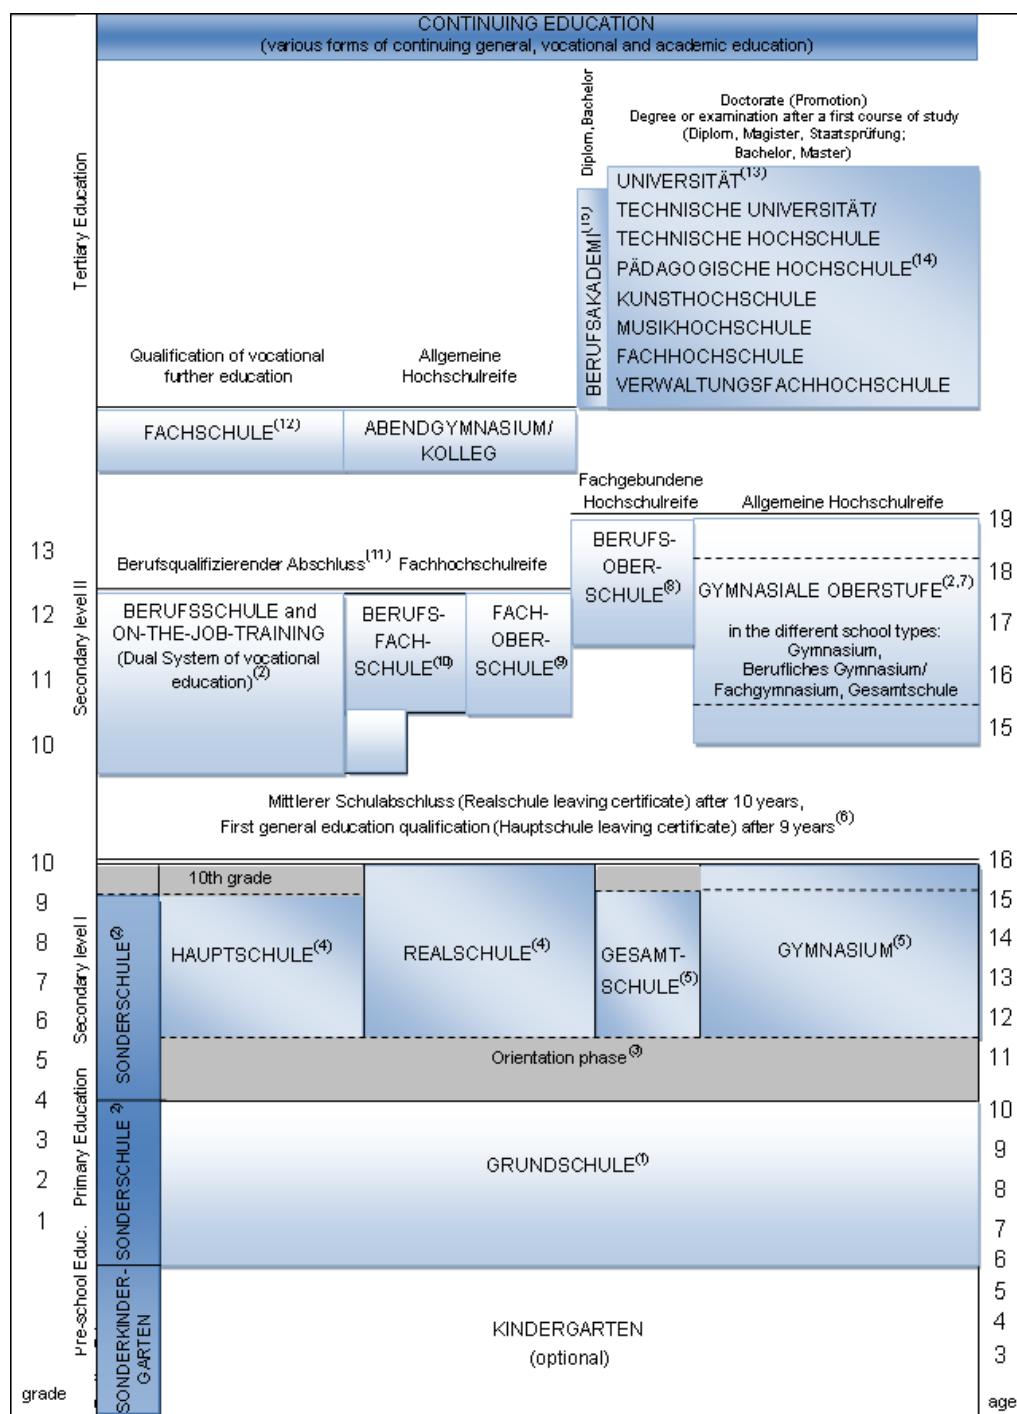 CONTINUING EDUCATION
(various forms of continuing general, vocational and academic education)
Tertiary Education
Diplom, Bachelor
Doctorate (Promotion)
Degree or examination after a first course of study
(Diplom, Magister, Staatsprüfung;
Bachelor, Master)
BERUFSAKADEMI(15)
UNIVERSITÄT(13)
TECHNISCHE UNIVERSITÄT/
TECHNISCHE HOCHSCHULE
PÄDAGOGISCHE HOCHSCHULE(14)
KUNSTHOCHSCHULE
MUSIKHOCHSCHULE
FACHHOCHSCHULE
VERWALTUNGSFACHHOCHSCHULE
Qualification of vocational
further education
Allgemeine
Hochschulreife
FACHSCHULE(12)
ABENDGYMNASIUM/
KOLLEG
Fachgebundene
Hochschulreife
Allgemeine Hochschulreife
Secondary level II
13
12
11
10
Berufsqualifizierender Abschluss(11)
Fachhochschulreife
BERUFSSCHULE and
ON-THE-JOB-TRAINING
(Dual System of vocational
education)(2)
BERUFS-
FACH-
SCHULE(10)
FACH-
OBER-
SCHULE(9)
BERUFS-
OBER-
SCHULE(8)
GYMNASIALE OBERSTUFE(2,7)
in the different school types:
Gymnasium,
Berufliches Gymnasium/
Fachgymnasium, Gesamtschule
19
18
17
16
15
Mittlerer Schulabschluss (Realschule leaving certificate) after 10 years,
First general education qualification (Hauptschule leaving certificate) after 9 years(6)
10
9
8
7
6
5
4
3
2
1
Secondary level I
Primary Education
Pre-school Educ.
SONDERSCHULE(2)
SONDERSCHULE 2)
SONDERKINDER-
GARTEN
10th grade
HAUPTSCHULE(4)
REALSCHULE(4)
GESAMT-
SCHULE(5)
GYMNASIUM(5)
Orientation phase(3)
GRUNDSCHULE(1)
KINDERGARTEN
(optional)
16
15
14
13
12
11
10
9
8
7
6
5
4
3
grade
age